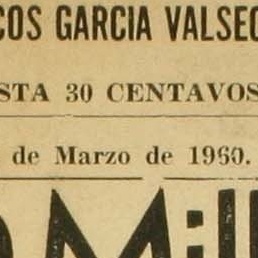 COS GARCIA VALSEC
STA 30 CENTAVOS
de Marzo de 1960.